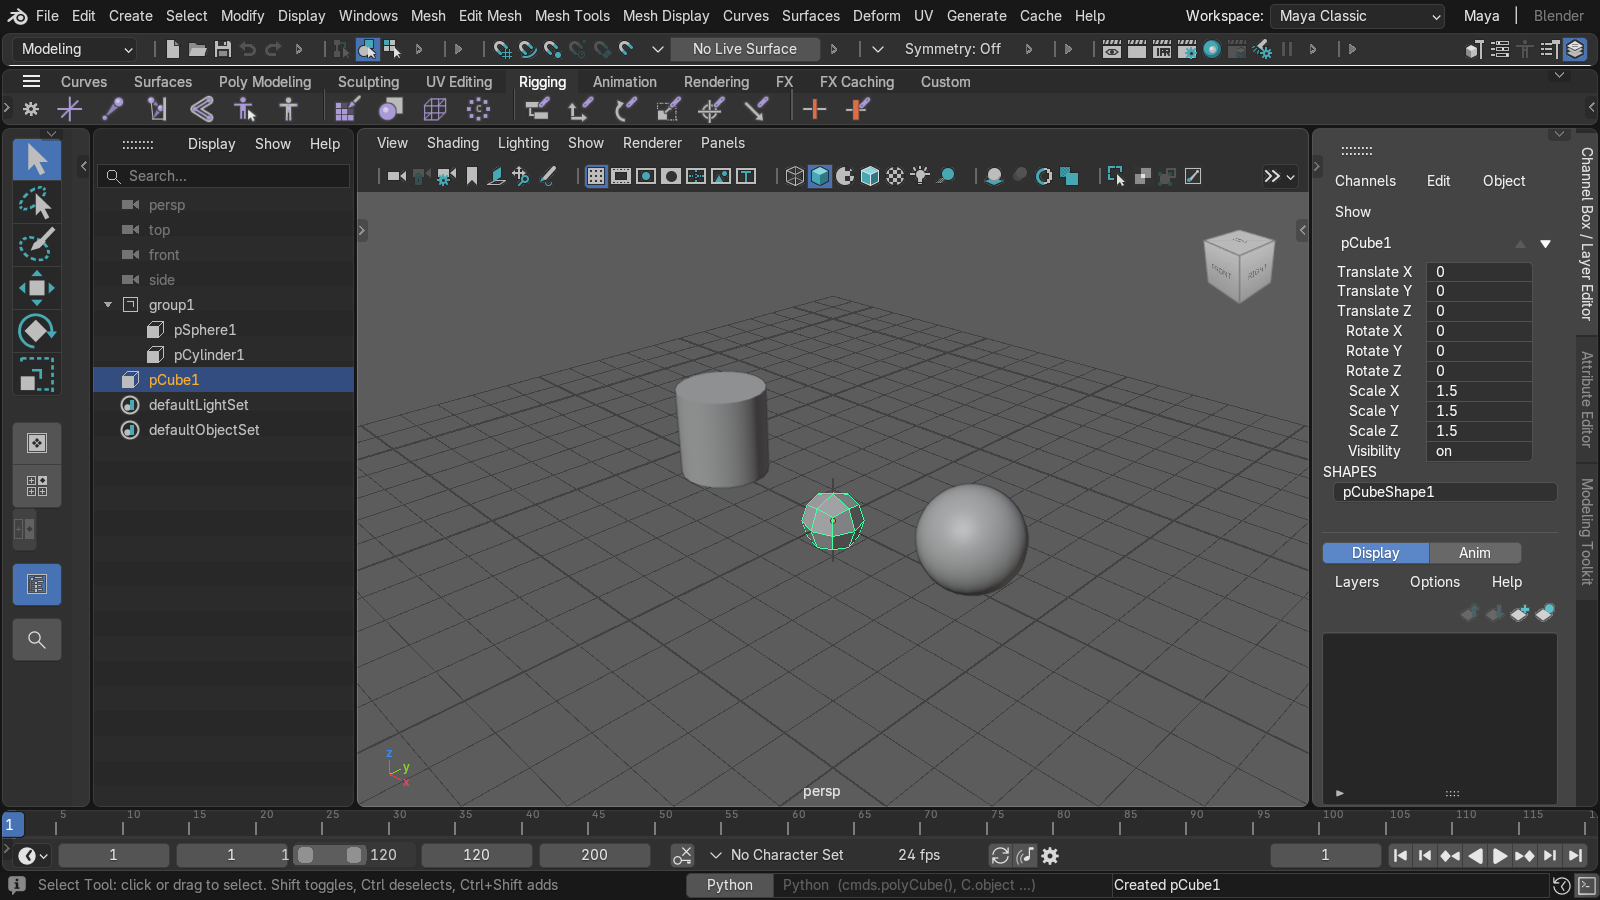 File Edit Create Select Modify Display Windows Mesh Edit Mesh Mesh Tools Mesh Display Curves Surfaces Deform UV Generate Cache Help Workspace: Maya Classic Maya | Blender
Modeling No Live Surface Symmetry: Off
Curves Surfaces Poly Modeling Sculpting UV Editing Rigging Animation Rendering FX FX Caching Custom
Display Show Help
Search...
persp
top
front
side
group1
pSphere1
pCylinder1
pCube1
defaultLightSet
defaultObjectSet
View Shading Lighting Show Renderer Panels
FRONT RIGHT
z
y
x
persp
Channels Edit Object
Show
pCube1
Translate X 0
Translate Y 0
Translate Z 0
Rotate X 0
Rotate Y 0
Rotate Z 0
Scale X 1.5
Scale Y 1.5
Scale Z 1.5
Visibility on
SHAPES
pCubeShape1
Display Anim
Layers Options Help
Channel Box / Layer Editor
Attribute Editor
Modeling Toolkit
1 5 10 15 20 25 30 35 40 45 50 55 60 65 70 75 80 85 90 95 100 105 110 115 1
1 1 1 120 120 200 No Character Set 24 fps 1
Select Tool: click or drag to select. Shift toggles, Ctrl deselects, Ctrl+Shift adds Python Python (cmds.polyCube(), C.object ...) Created pCube1